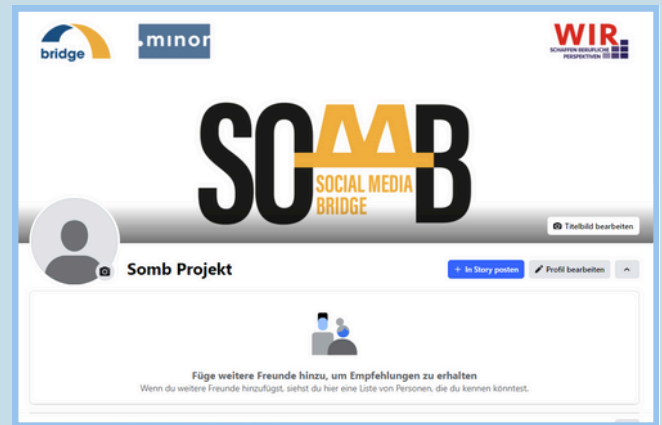 bridge
.minor
WIR.
SCHAFFEN BERUFLICHE
PERSPEKTIVEN
SOMB
SOCIAL MEDIA
BRIDGE
Titelbild bearbeiten
Somb Projekt
+ In Story posten
Profil bearbeiten
Füge weitere Freunde hinzu, um Empfehlungen zu erhalten
Wenn du weitere Freunde hinzufügst, siehst du hier eine Liste von Personen, die du kennen könntest.